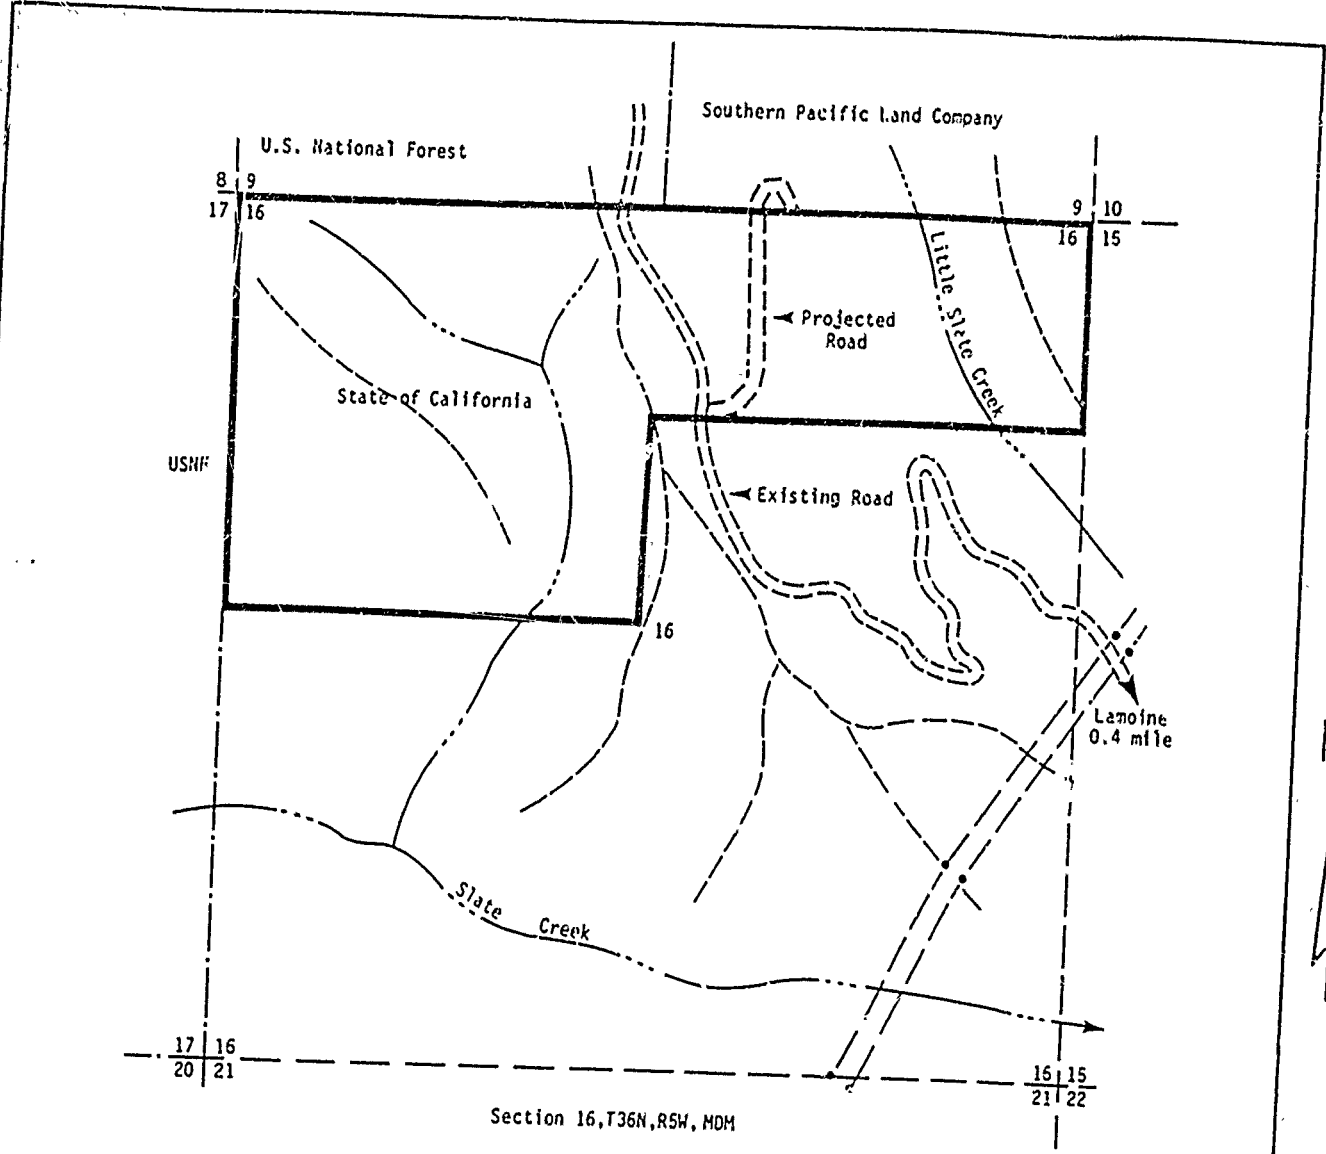 Southern Pacific Land Company
U.S. National Forest
8 9
17 16
9 10
16 15
Little Slate Creek
Projected
Road
State of California
USNF
Existing Road
16
Lamoine
0.4 mile
Slate Creek
17 16
20 21
16 15
21 22
Section 16,T36N,R5W,MDM